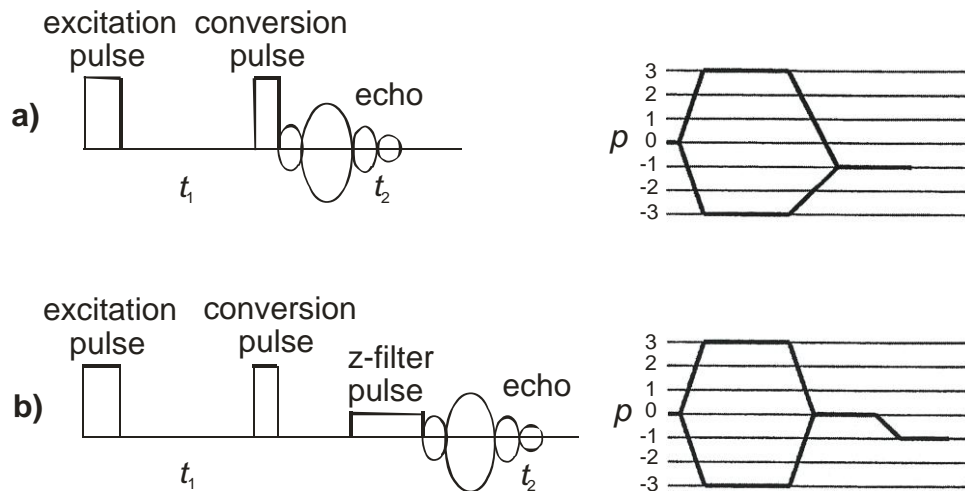 excitation pulse
conversion pulse
echo
a)
t1
t2
p
3
2
1
0
-1
-2
-3
excitation pulse
conversion pulse
z-filter pulse
echo
b)
t1
t2
p
3
2
1
0
-1
-2
-3